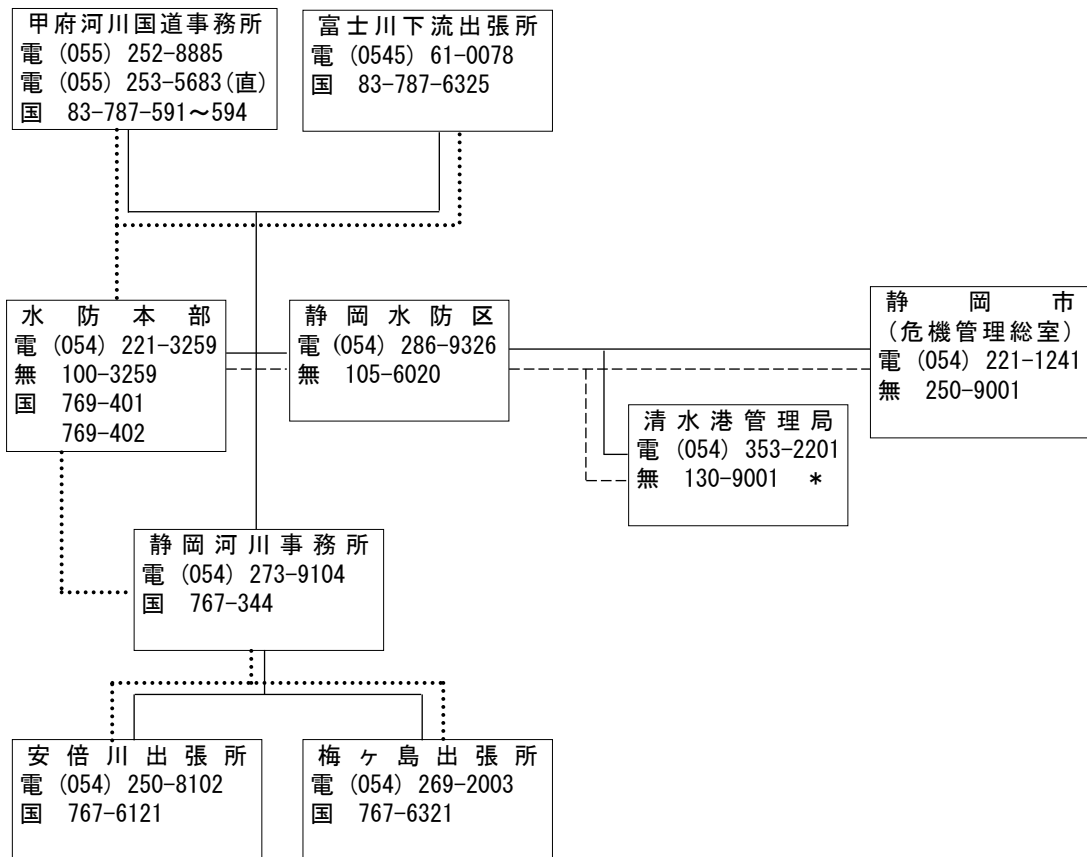 甲府河川国道事務所
電 (055) 252-8885
電 (055) 253-5683(直)
国 83-787-591～594
富士川下流出張所
電 (0545) 61-0078
国 83-787-6325
水防本部
電 (054) 221-3259
無 100-3259
国 769-401
769-402
静岡水防区
電 (054) 286-9326
無 105-6020
静岡市
(危機管理総室)
電 (054) 221-1241
無 250-9001
清水港管理局
電 (054) 353-2201
無 130-9001 *
静岡河川事務所
電 (054) 273-9104
国 767-344
安倍川出張所
電 (054) 250-8102
国 767-6121
梅ヶ島出張所
電 (054) 269-2003
国 767-6321